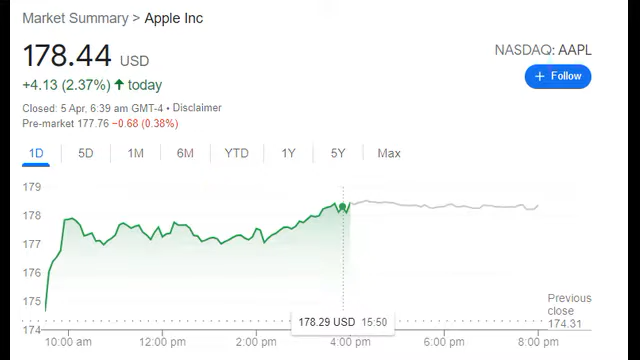 Market Summary > Apple Inc
178.44 USD
NASDAQ: AAPL
+4.13 (2.37%) ↑ today
+ Follow
Closed: 5 Apr, 6:39 am GMT-4 • Disclaimer
Pre-market 177.76 −0.68 (0.38%)
1D 5D 1M 6M YTD 1Y 5Y Max
179
178
177
176
175
174
Previous
close
174.31
178.29 USD 15:50
10:00 am 12:00 PM 2:00 PM 4:00 PM 6:00 PM 8:00 PM